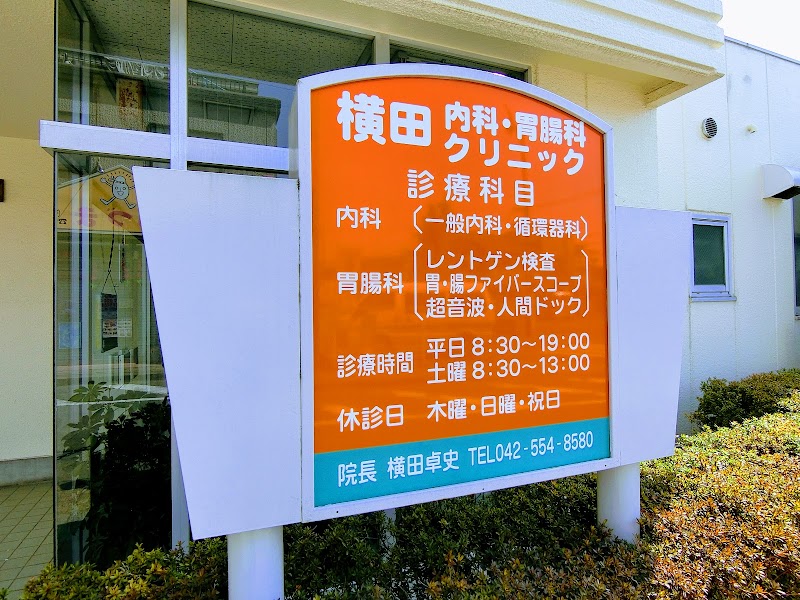 横田 内科・胃腸科
クリニック
診療科目
内科 (一般内科・循環器科)
胃腸科 レントゲン検査
胃・腸ファイバースコープ
超音波・人間ドック
診療時間 平日 8:30～19:00
土曜 8:30～13:00
休診日 木曜・日曜・祝日
院長 横田卓史 TEL042-554-8580